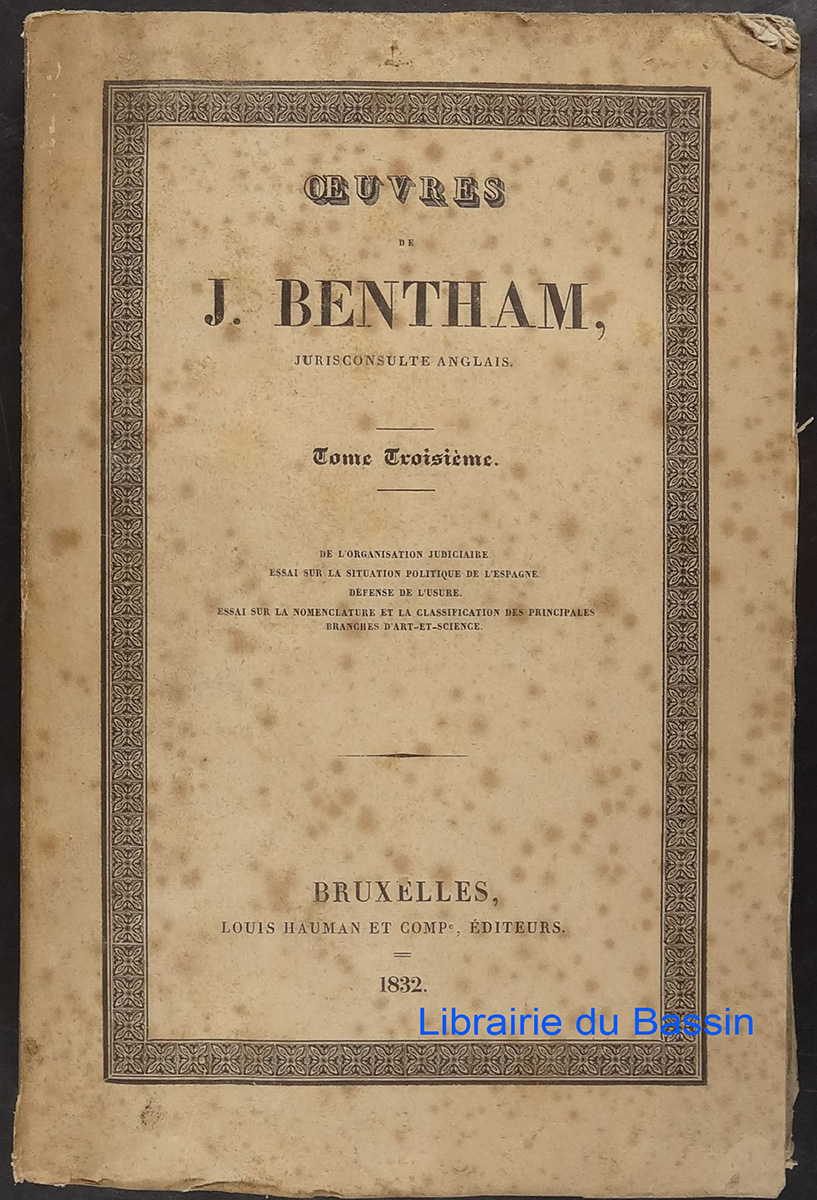 ŒUVRES
DE
J. BENTHAM,
JURISCONSULTE ANGLAIS.
Tome Troisième.
DE L'ORGANISATION JUDICIAIRE.
ESSAI SUR LA SITUATION POLITIQUE DE L'ESPAGNE.
DÉFENSE DE L'USURE.
ESSAI SUR LA NOMENCLATURE ET LA CLASSIFICATION DES PRINCIPALES
BRANCHES D'ART-ET-SCIENCE.
BRUXELLES,
LOUIS HAUMAN ET COMPe, ÉDITEURS.
1832.
Librairie du Bassin